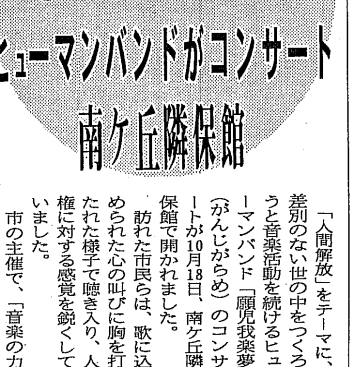 ヒューマンバンドがコンサート
南ケ丘隣保館
「人間解放」をテーマに、
差別のない世の中をつくろ
うと音楽活動を続けるヒュ
ーマンバンド「願児我楽夢
(がんじがらめ)のコンサ
ートが10月18日、南ケ丘隣
保館で開かれました。
訪れた市民らは、歌に込
められた心の叫びに胸を打
たれた様子で聴き入り、人
権に対する感覚を鋭くして
いました。
市の主催で、「音楽の力